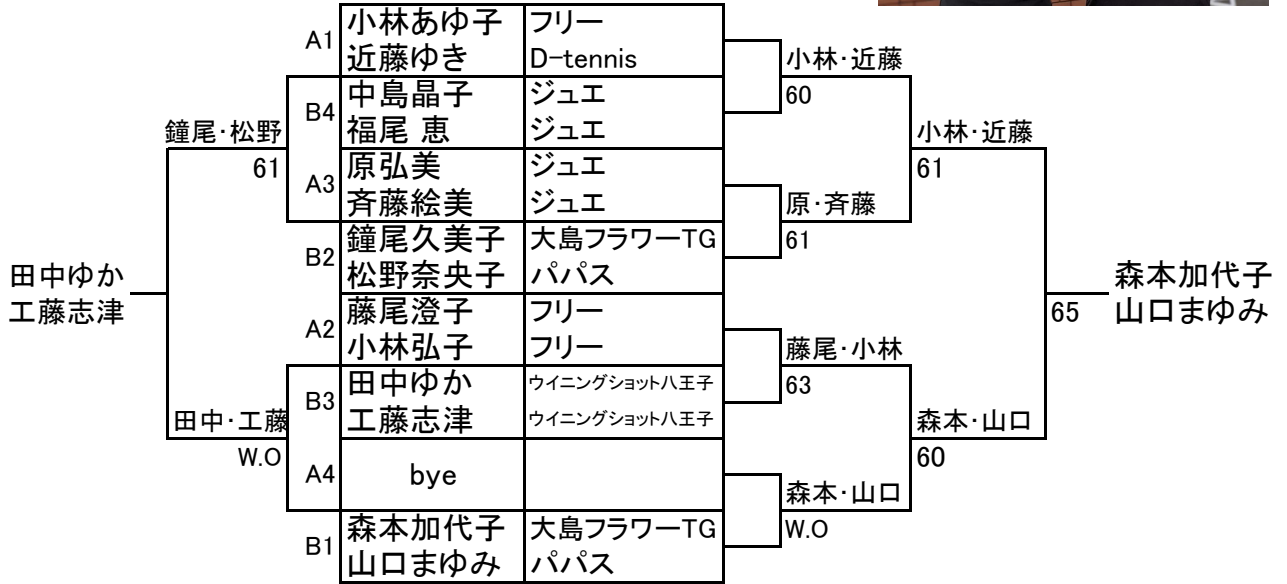 A1 小林あゆ子 フリー
近藤ゆき D-tennis
小林・近藤
60
B4 中島晶子 ジュエ
福尾 恵 ジュエ
鐘尾・松野
61
小林・近藤
61
A3 原弘美 ジュエ
斉藤絵美 ジュエ
原・斉藤
61
B2 鐘尾久美子 大島フラワーTG
松野奈央子 パパス
田中ゆか
工藤志津
森本加代子
山口まゆみ
65
A2 藤尾澄子 フリー
小林弘子 フリー
藤尾・小林
63
B3 田中ゆか ウイニングショット八王子
工藤志津 ウイニングショット八王子
田中・工藤
W.O
森本・山口
60
A4 bye
森本・山口
W.O
B1 森本加代子 大島フラワーTG
山口まゆみ パパス